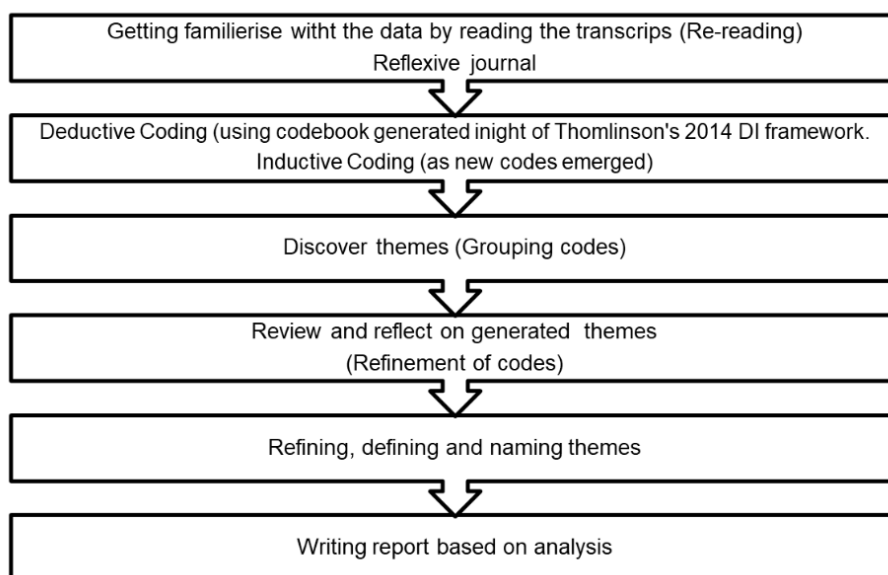 Getting familierise witht the data by reading the transcrips (Re-reading)
Reflexive journal
Deductive Coding (using codebook generated inight of Thomlinson's 2014 DI framework.
Inductive Coding (as new codes emerged)
Discover themes (Grouping codes)
Review and reflect on generated themes
(Refinement of codes)
Refining, defining and naming themes
Writing report based on analysis